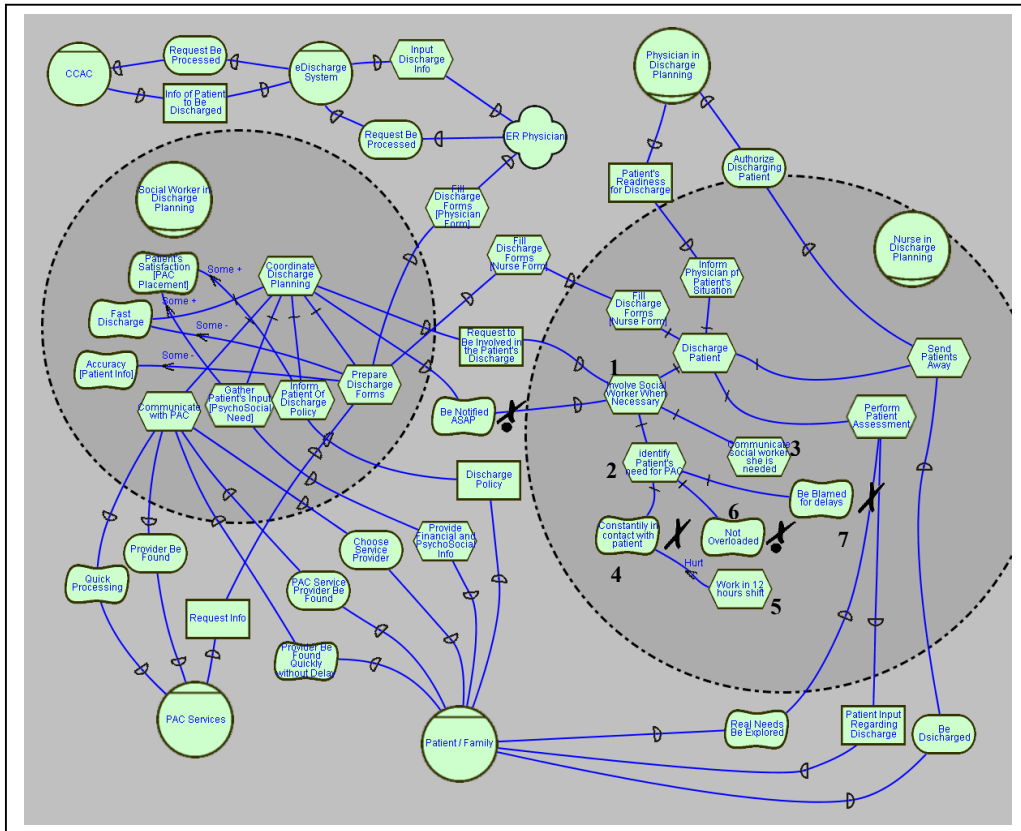 CCAC
Request Be
Processed
Info of Patient
to Be
Discharged
eDischarge
System
Input
Discharge
Info
Request Be
Processed
ER Physician
Physician in
Discharge
Planning
Patient's
Readiness
for Discharge
Authorize
Discharging
Patient
Social Worker in
Discharge
Planning
Fill
Discharge
Forms
[Physician
Form]
Fill
Discharge
Forms
[Nurse Form]
Nurse in
Discharge
Planning
Patient's
Satisfaction
[PAC
Placement]
Some +
Coordinate
Discharge
Planning
Inform
Physician pf
Patient's
Situation
Fast
Discharge
Some +
Some -
Fill
Discharge
Forms
[Nurse Form]
Request to
Be Involved in
the Patient's
Discharge
Discharge
Patient
Send
Patients
Away
Accuracy
[Patient Info]
Some -
Gather
Patient's Input
[PsychoSocial
Need]
Inform
Patient Of
Discharge
Policy
Prepare
Discharge
Forms
1
Involve Social
Worker When
Necessary
Communicate
with PAC
Be Notified
ASAP
Perform
Patient
Assessment
2
identify
Patient's
need for PAC
Communicate
social worker
she is
needed
3
Discharge
Policy
Be Blamed
for delays
6
7
Constantily in
contact with
patient
4
Not
Overloaded
Hurt
Work in 12
hours shift
5
Provider Be
Found
Choose
Service
Provider
Provide
Financial and
PsychoSocial
Info
Quick
Processing
PAC Service
Provider Be
Found
Request Info
Provider Be
Found
Quickly
without Delay
PAC Services
Patient / Family
Real Needs
Be Explored
Patient Input
Regarding
Discharge
Be
Dsicharged